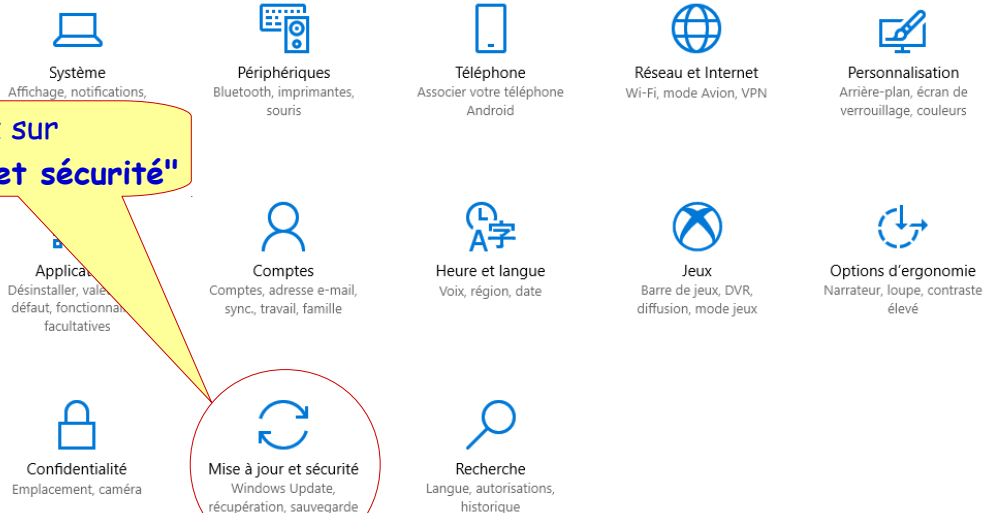 Système
Affichage, notifications,
Périphériques
Bluetooth, imprimantes,
souris
Téléphone
Associer votre téléphone
Android
Réseau et Internet
Wi-Fi, mode Avion, VPN
Personnalisation
Arrière-plan, écran de
verrouillage, couleurs
sur
et sécurité"
Applicat
Désinstaller, vale
défaut, fonctionna
facultatives
Comptes
Comptes, adresse e-mail,
sync., travail, famille
A字
Heure et langue
Voix, région, date
Jeux
Barre de jeux, DVR,
diffusion, mode jeux
Options d'ergonomie
Narrateur, loupe, contraste
élevé
Confidentialité
Emplacement, caméra
Mise à jour et sécurité
Windows Update,
récupération, sauvegarde
Recherche
Langue, autorisations,
historique